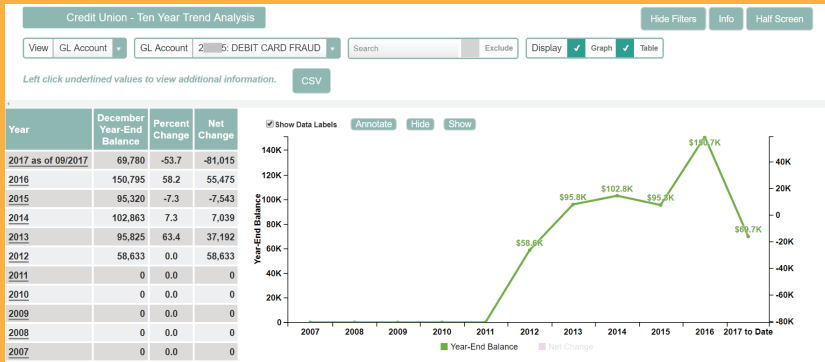 Credit Union - Ten Year Trend Analysis
Hide Filters Info Half Screen
View GL Account GL Account 2 5: DEBIT CARD FRAUD Search Exclude Display Graph Table
Left click underlined values to view additional information. CSV
Year December Year-End Balance Percent Change Net Change
2017 as of 09/2017 69,780 -53.7 -81,015
2016 150,795 58.2 55,475
2015 95,320 -7.3 -7,543
2014 102,863 7.3 7,039
2013 95,825 63.4 37,192
2012 58,633 0.0 58,633
2011 0 0.0 0
2010 0 0.0 0
2009 0 0.0 0
2008 0 0.0 0
2007 0 0.0 0
Show Data Labels Annotate Hide Show
Year-End Balance
140K
120K
$100K
80K
60K
40K
20K
0
$58.6K
$95.8K
$102.8K
$95.3K
$150.7K
$69.7K
40K
20K
0
-20K
-40K
-60K
-80K
2007 2008 2009 2010 2011 2012 2013 2014 2015 2016 2017 to Date
Year-End Balance Net Change